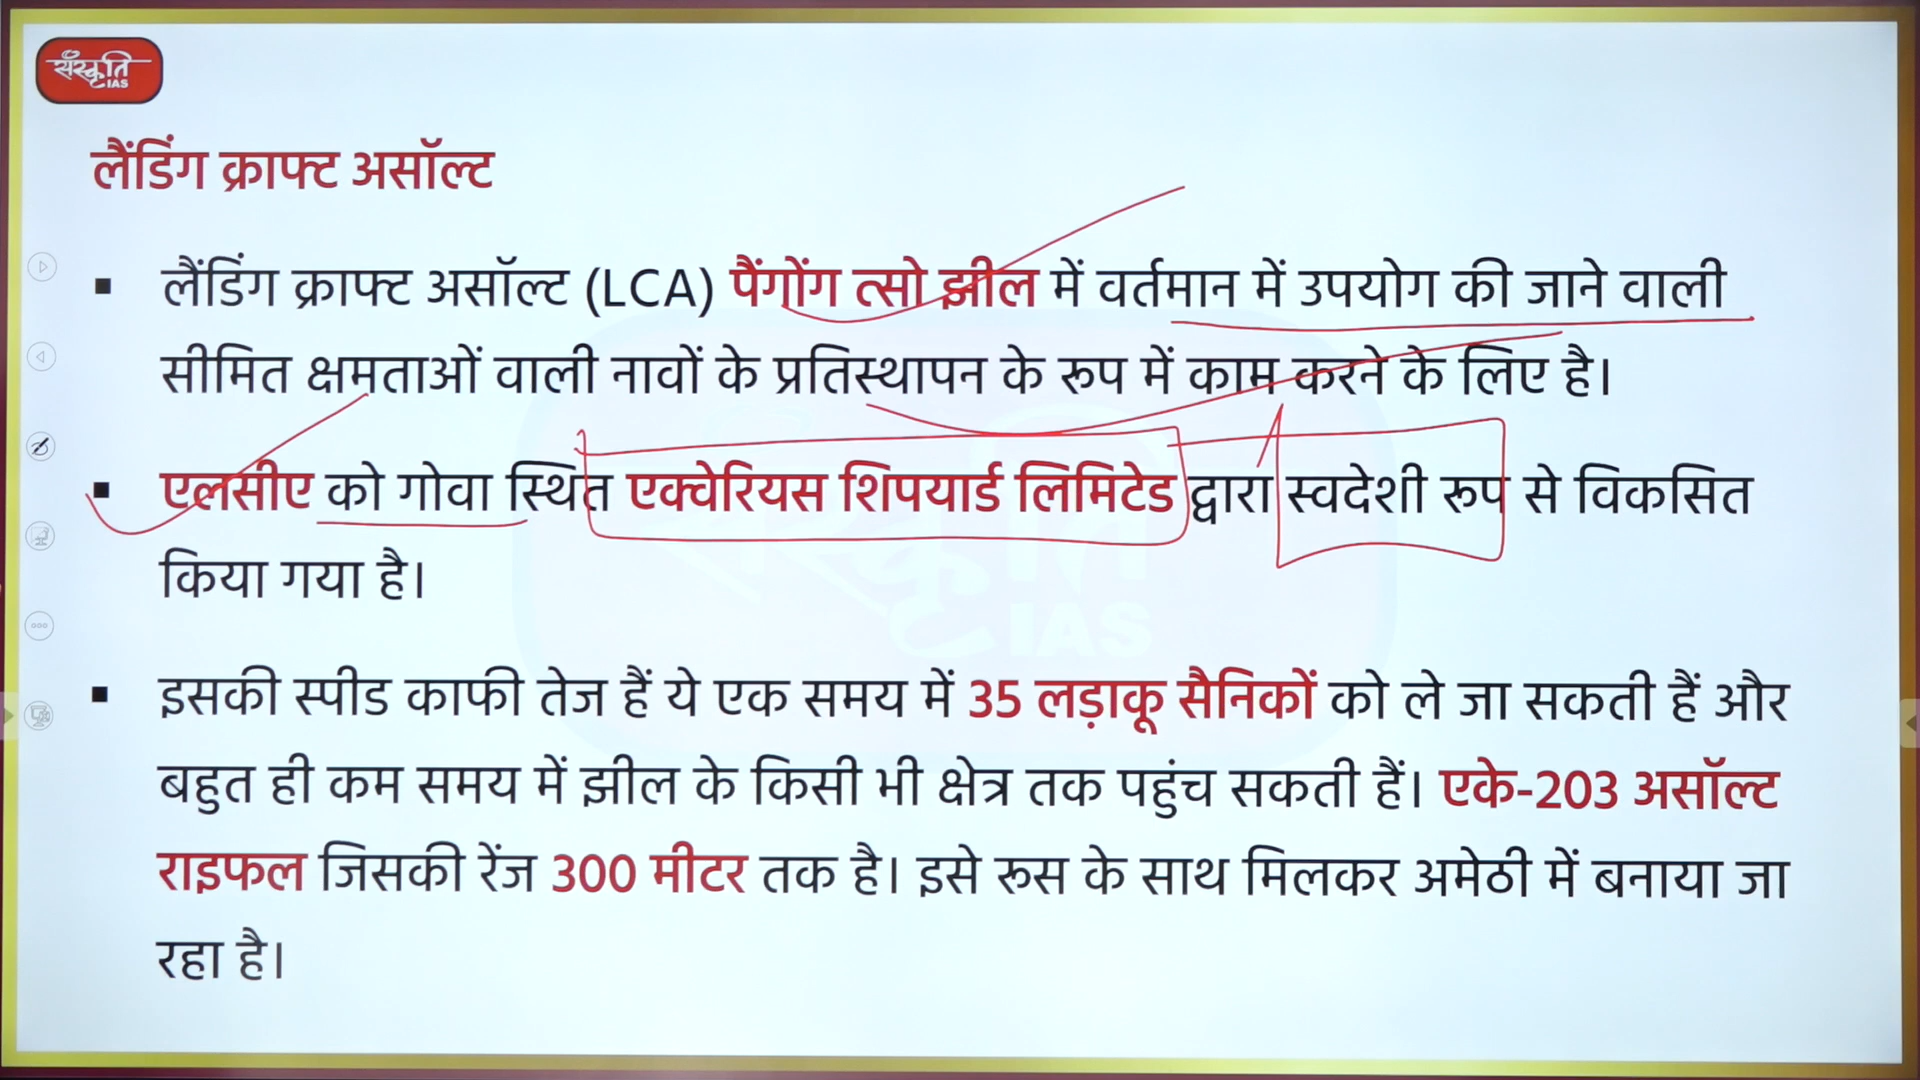 संस्कृति
IAS
लैंडिंग क्राफ्ट असॉल्ट
▪ लैंडिंग क्राफ्ट असॉल्ट (LCA) पैंगोंग त्सो झील में वर्तमान में उपयोग की जाने वाली
सीमित क्षमताओं वाली नावों के प्रतिस्थापन के रूप में काम करने के लिए है।
▪ एलसीए को गोवा स्थित एक्वेरियस शिपयार्ड लिमिटेड द्वारा स्वदेशी रूप से विकसित
किया गया है।
▪ इसकी स्पीड काफी तेज हैं ये एक समय में 35 लड़ाकू सैनिकों को ले जा सकती हैं और
बहुत ही कम समय में झील के किसी भी क्षेत्र तक पहुंच सकती हैं। एके-203 असॉल्ट
राइफल जिसकी रेंज 300 मीटर तक है। इसे रूस के साथ मिलकर अमेठी में बनाया जा
रहा है।
संस्कृति
IAS